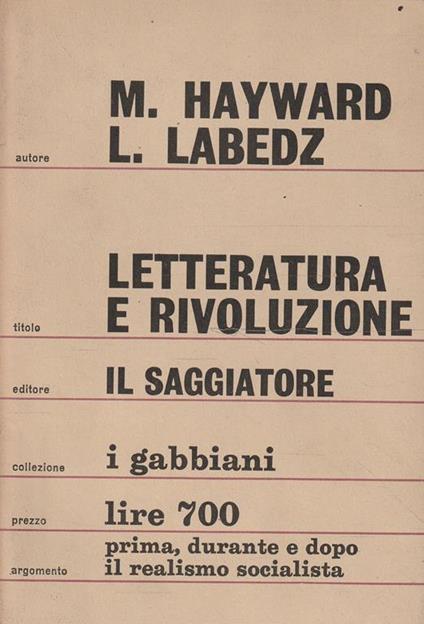 M. HAYWARD
autore L. LABEDZ
LETTERATURA
titolo E RIVOLUZIONE
editore IL SAGGIATORE
collezione i gabbiani
prezzo lire 700
prima, durante e dopo
argomento il realismo socialista